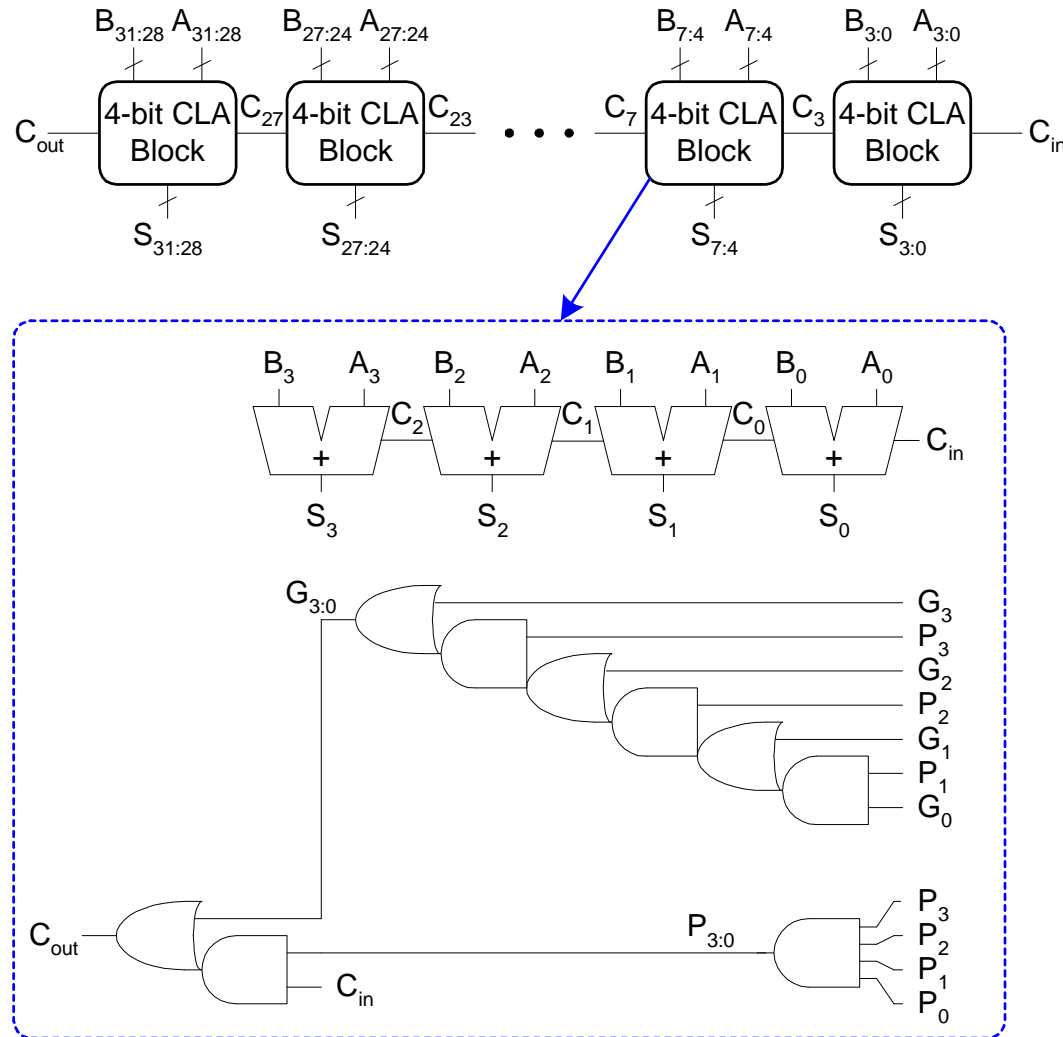 B31:28 A31:28 B27:24 A27:24 B7:4 A7:4 B3:0 A3:0
Cout 4-bit CLA Block C27 4-bit CLA Block C23 • • • C7 4-bit CLA Block C3 4-bit CLA Block Cin
S31:28 S27:24 S7:4 S3:0
B3 A3 B2 A2 B1 A1 B0 A0
C2 C1 C0 Cin
+ + + +
S3 S2 S1 S0
G3:0 G3
P3
G2
P2
G1
P1
G0
P3
Cout P3:0 P2
P1
Cin P0